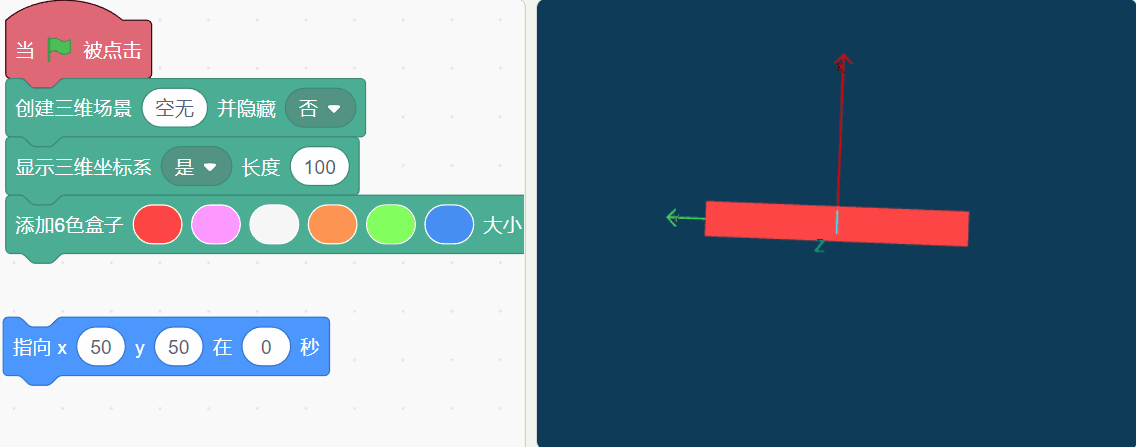 当 被点击
创建三维场景 空无 并隐藏 否
显示三维坐标系 是 长度 100
添加6色盒子 大小
指向 x 50 y 50 在 0 秒
Z